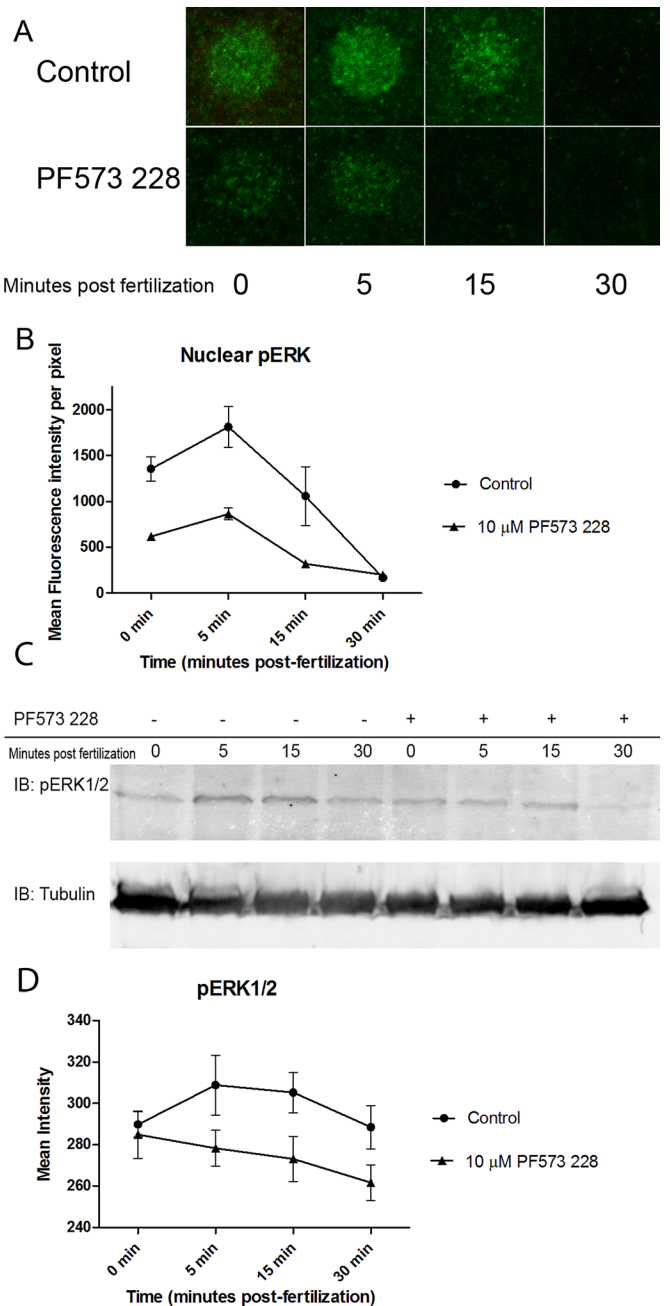 A
Control
PF573 228
Minutes post fertilization 0 5 15 30
B
Nuclear pERK
Mean Fluorescence intensity per pixel
2000
1500
1000
500
0
0 min 5 min 15 min 30 min
Time (minutes post-fertilization)
Control
10 μM PF573 228
C
PF573 228 - - - - + + + +
Minutes post fertilization 0 5 15 30 0 5 15 30
IB: pERK1/2
IB: Tubulin
D
pERK1/2
Mean Intensity
340
320
300
280
260
240
0 min 5 min 15 min 30 min
Time (minutes post-fertilization)
Control
10 μM PF573 228